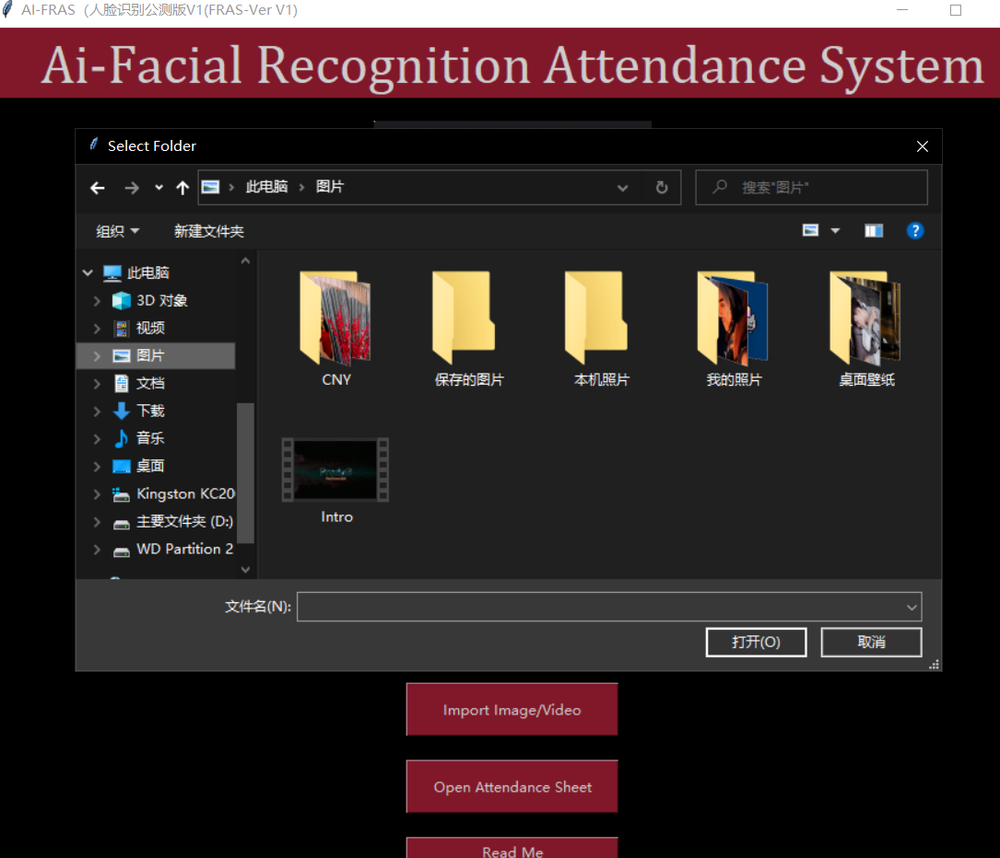 AI-FRAS（人脸识别公测版V1(FRAS-Ver V1)
Ai-Facial Recognition Attendance System
Select Folder
此电脑 › 图片
搜索"图片"
组织
新建文件夹
此电脑
3D 对象
视频
图片
文档
下载
音乐
桌面
Kingston KC20
主要文件夹 (D:)
WD Partition 2
CNY
保存的图片
本机照片
我的照片
桌面壁纸
Intro
文件名(N):
打开(O)
取消
Import Image/Video
Open Attendance Sheet
Read Me